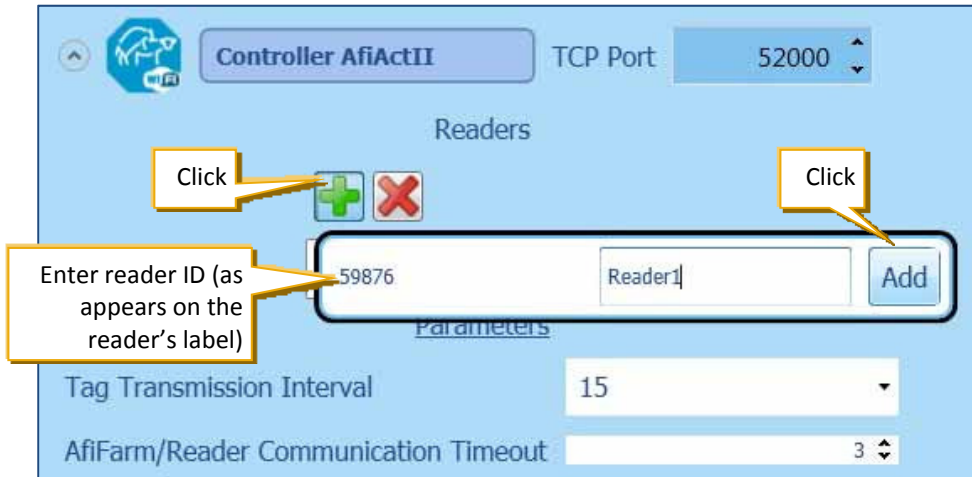 Controller AfiActII TCP Port 52000
Readers
Click Click
Enter reader ID (as
appears on the
reader's label)
59876 Reader1 Add
Parameters
Tag Transmission Interval 15
AfiFarm/Reader Communication Timeout 3